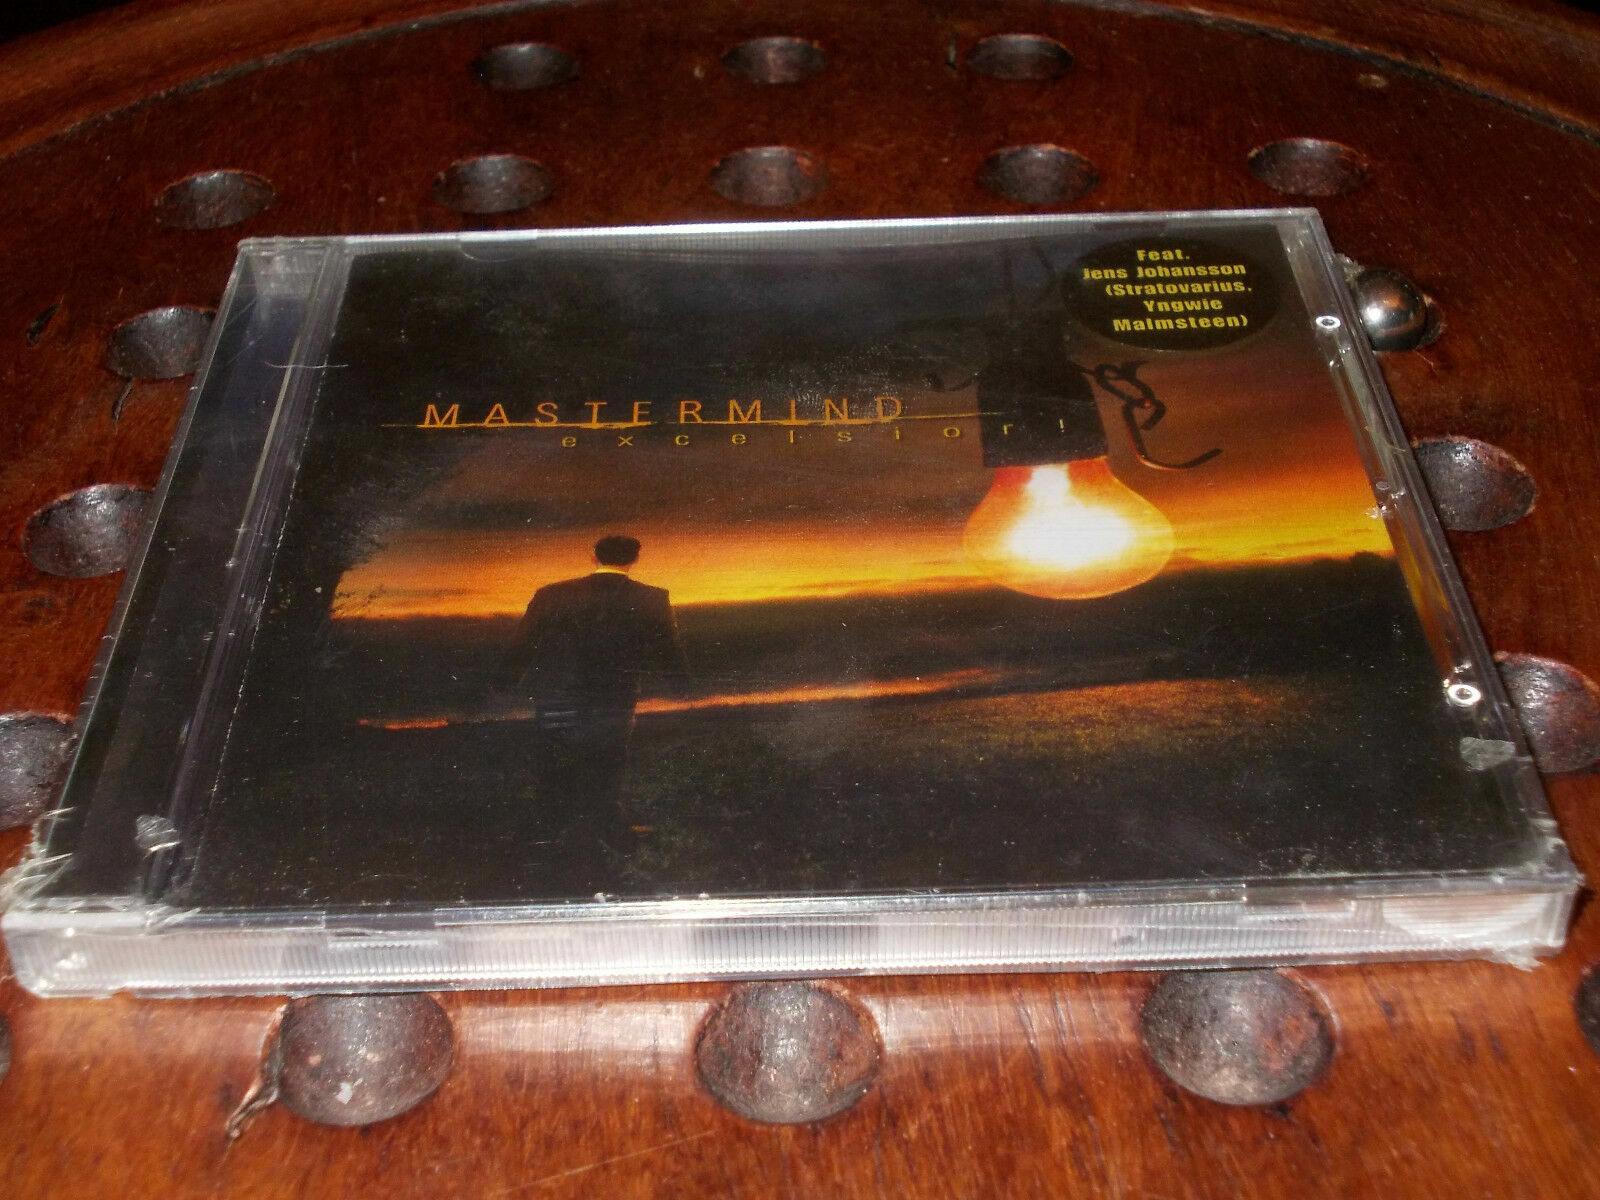 Feat.
Jens Johansson
(Stratovarius,
Yngwie
Malmsteen)
MASTERMIND
excelsior!